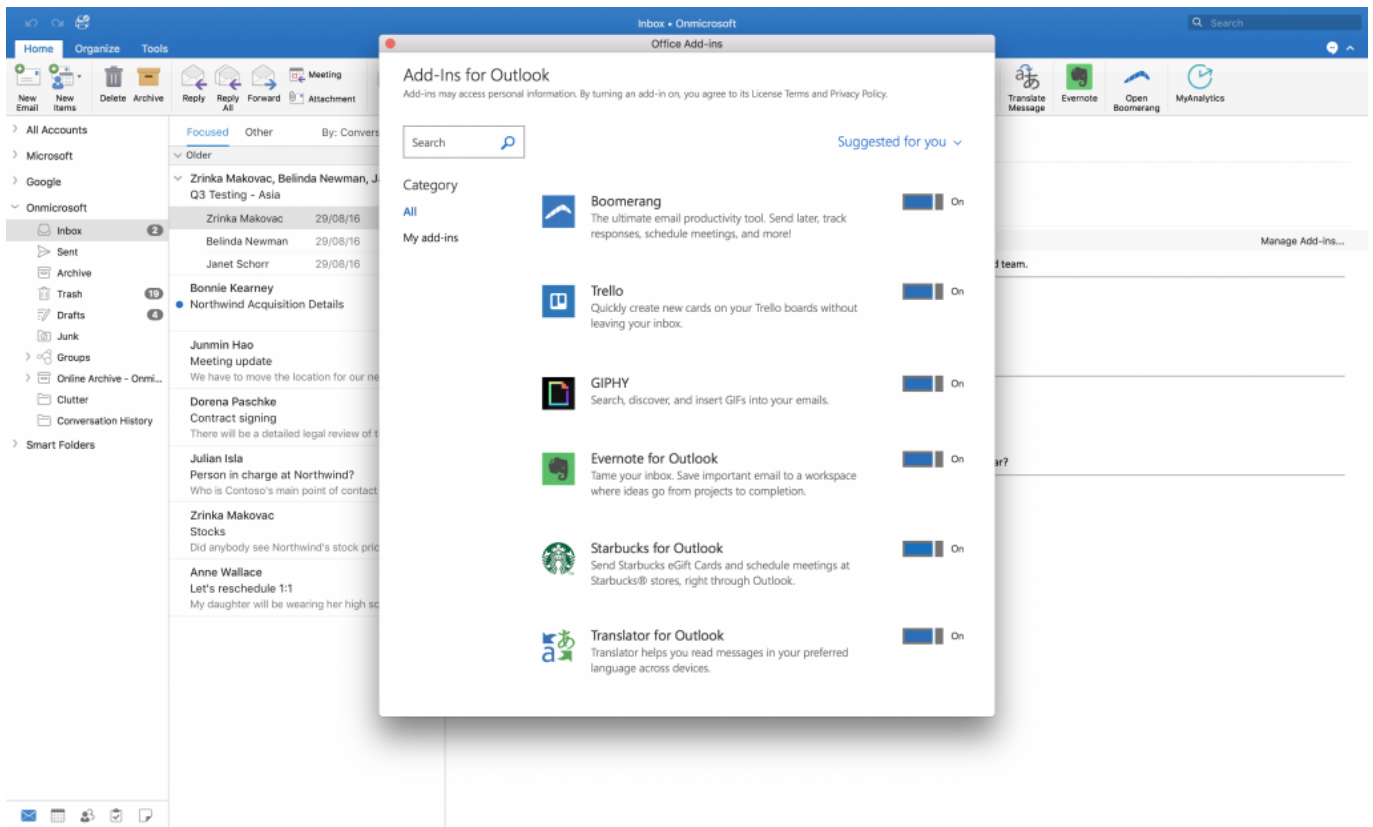 Inbox • Onmicrosoft
Search
Home Organize Tools
Office Add-ins
New Email
New Items
Delete
Archive
Reply
Reply All
Forward
Meeting
Attachment
Translate Message
Evernote
Open Boomerang
MyAnalytics
All Accounts
Microsoft
Google
Onmicrosoft
Inbox 2
Sent
Archive
Trash 19
Drafts 4
Junk
Groups
Online Archive - Onmi...
Clutter
Conversation History
Smart Folders
Focused Other By: Convers
Older
Zrinka Makovac, Belinda Newman, J
Q3 Testing - Asia
Zrinka Makovac 29/08/16
Belinda Newman 29/08/16
Janet Schorr 29/08/16
Bonnie Kearney
Northwind Acquisition Details
Junmin Hao
Meeting update
We have to move the location for our ne
Dorena Paschke
Contract signing
There will be a detailed legal review of t
Julian Isla
Person in charge at Northwind?
Who is Contoso's main point of contact
Zrinka Makovac
Stocks
Did anybody see Northwind's stock pric
Anne Wallace
Let's reschedule 1:1
My daughter will be wearing her high sc
Add-Ins for Outlook
Add-ins may access personal information. By turning an add-in on, you agree to its License Terms and Privacy Policy.
Search
Suggested for you
Category
All
My add-ins
Boomerang
The ultimate email productivity tool. Send later, track
responses, schedule meetings, and more!
On
Trello
Quickly create new cards on your Trello boards without
leaving your inbox.
On
GIPHY
Search, discover, and insert GIFs into your emails.
On
Evernote for Outlook
Tame your inbox. Save important email to a workspace
where ideas go from projects to completion.
On
Starbucks for Outlook
Send Starbucks eGift Cards and schedule meetings at
Starbucks® stores, right through Outlook.
On
Translator for Outlook
Translator helps you read messages in your preferred
language across devices.
On
Manage Add-ins...
d team.
ar?